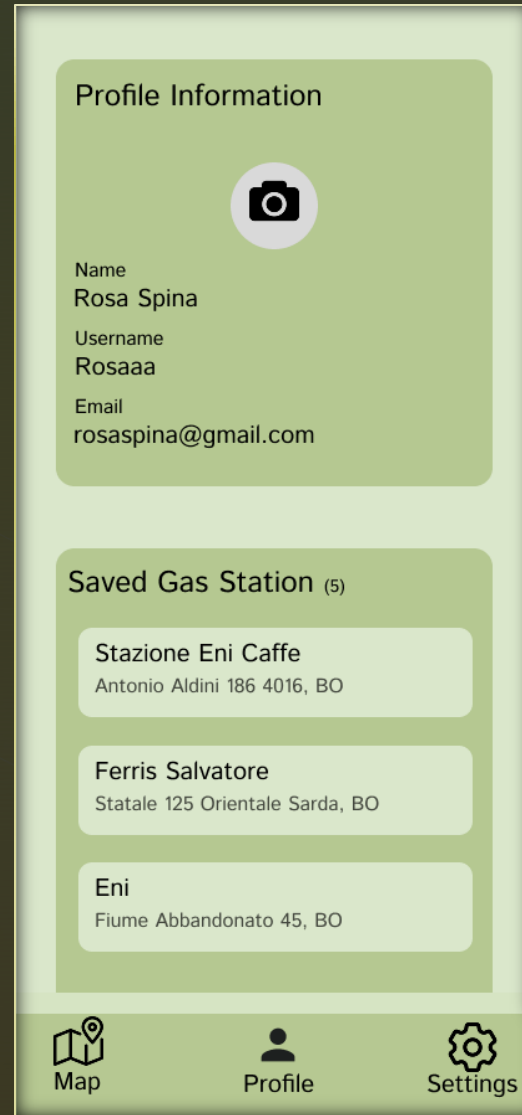 Profile Information
Name
Rosa Spina
Username
Rosaaa
Email
rosaspina@gmail.com
Saved Gas Station (5)
Stazione Eni Caffe
Antonio Aldini 186 4016, BO
Ferris Salvatore
Statale 125 Orientale Sarda, BO
Eni
Fiume Abbandonato 45, BO
Map
Profile
Settings